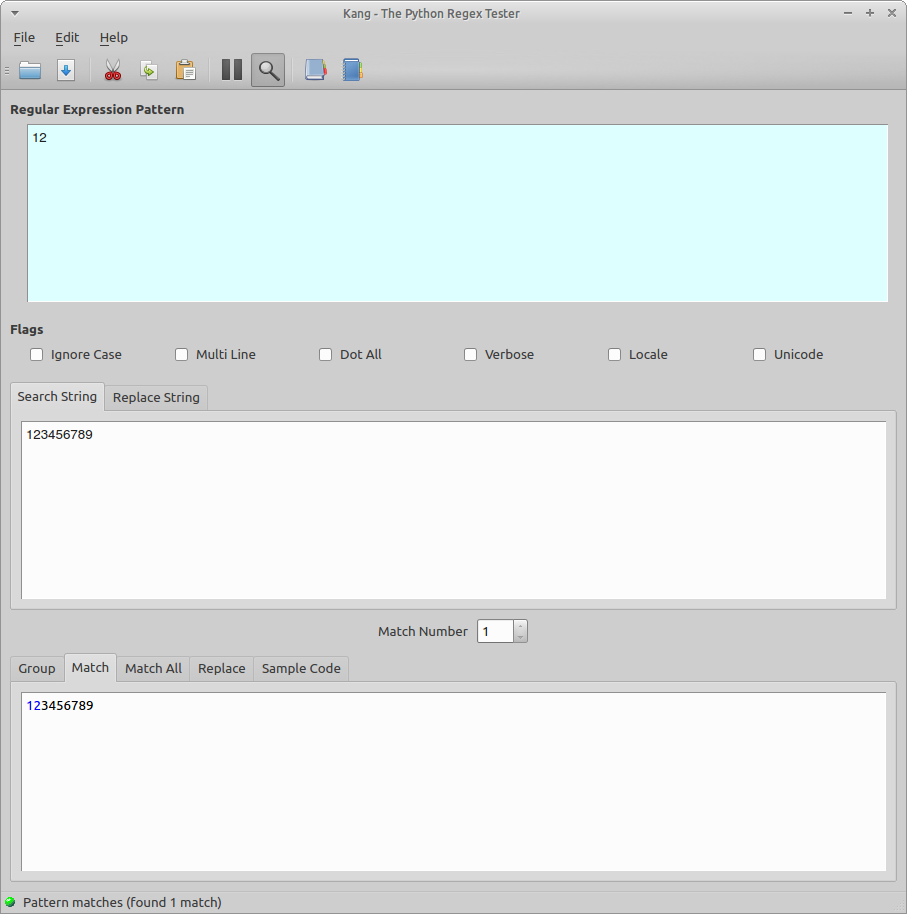 Kang - The Python Regex Tester
File Edit Help
Regular Expression Pattern
12
Flags
Ignore Case Multi Line Dot All Verbose Locale Unicode
Search String Replace String
123456789
Match Number 1
Group Match Match All Replace Sample Code
123456789
Pattern matches (found 1 match)